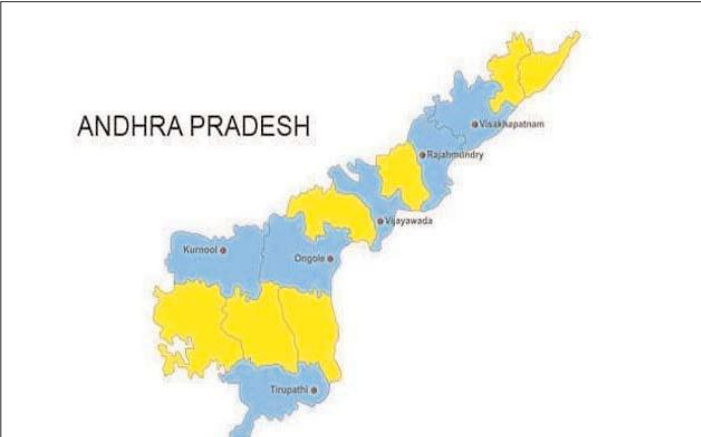 ANDHRA PRADESH
Visakhapatnam
Rajahmundry
Vijayawada
Kurnool
Ongole
Tirupathi